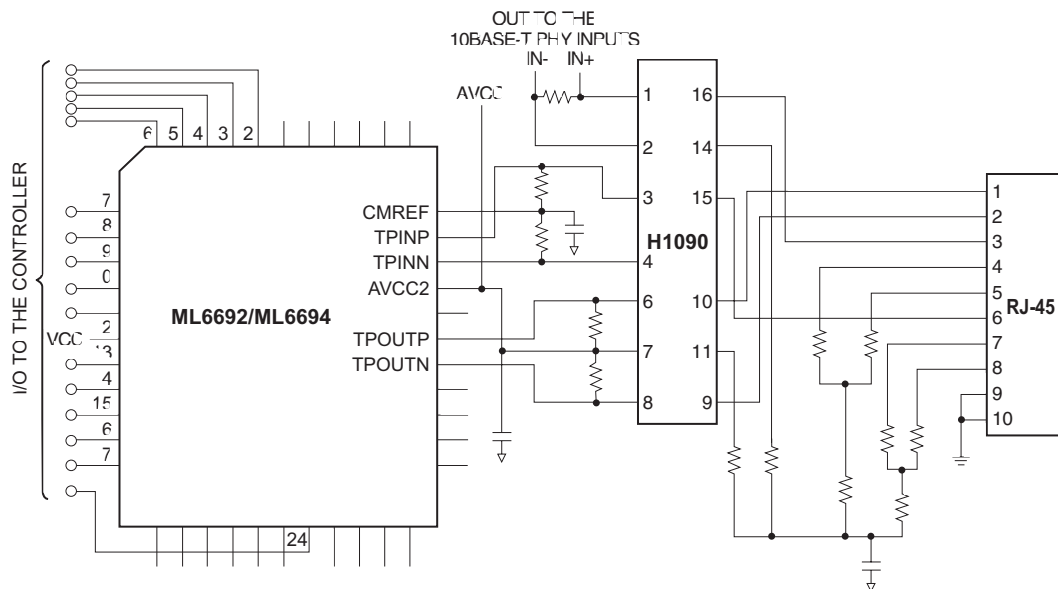 OUT TO THE
10BASE-T PHY INPUTS
IN- IN+
AVCC
I/O TO THE CONTROLLER
6 5 4 3 2
7
8
9
0
2
VCC
13
4
15
6
7
24
ML6692/ML6694
CMREF
TPINP
TPINN
AVCC2
TPOUTP
TPOUTN
H1090
1
2
3
4
6
7
8
16
14
15
10
11
9
RJ-45
1
2
3
4
5
6
7
8
9
10